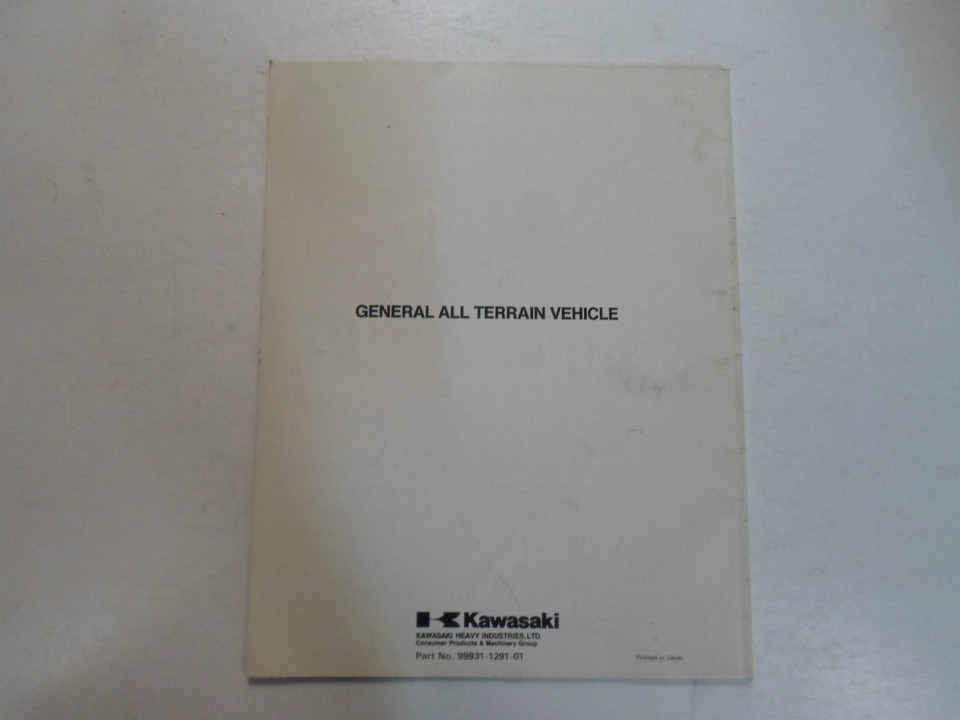 GENERAL ALL TERRAIN VEHICLE
Kawasaki
KAWASAKI HEAVY INDUSTRIES, LTD.
Consumer Products & Machinery Group
Part No. 99931-1291-01
Printed in Japan